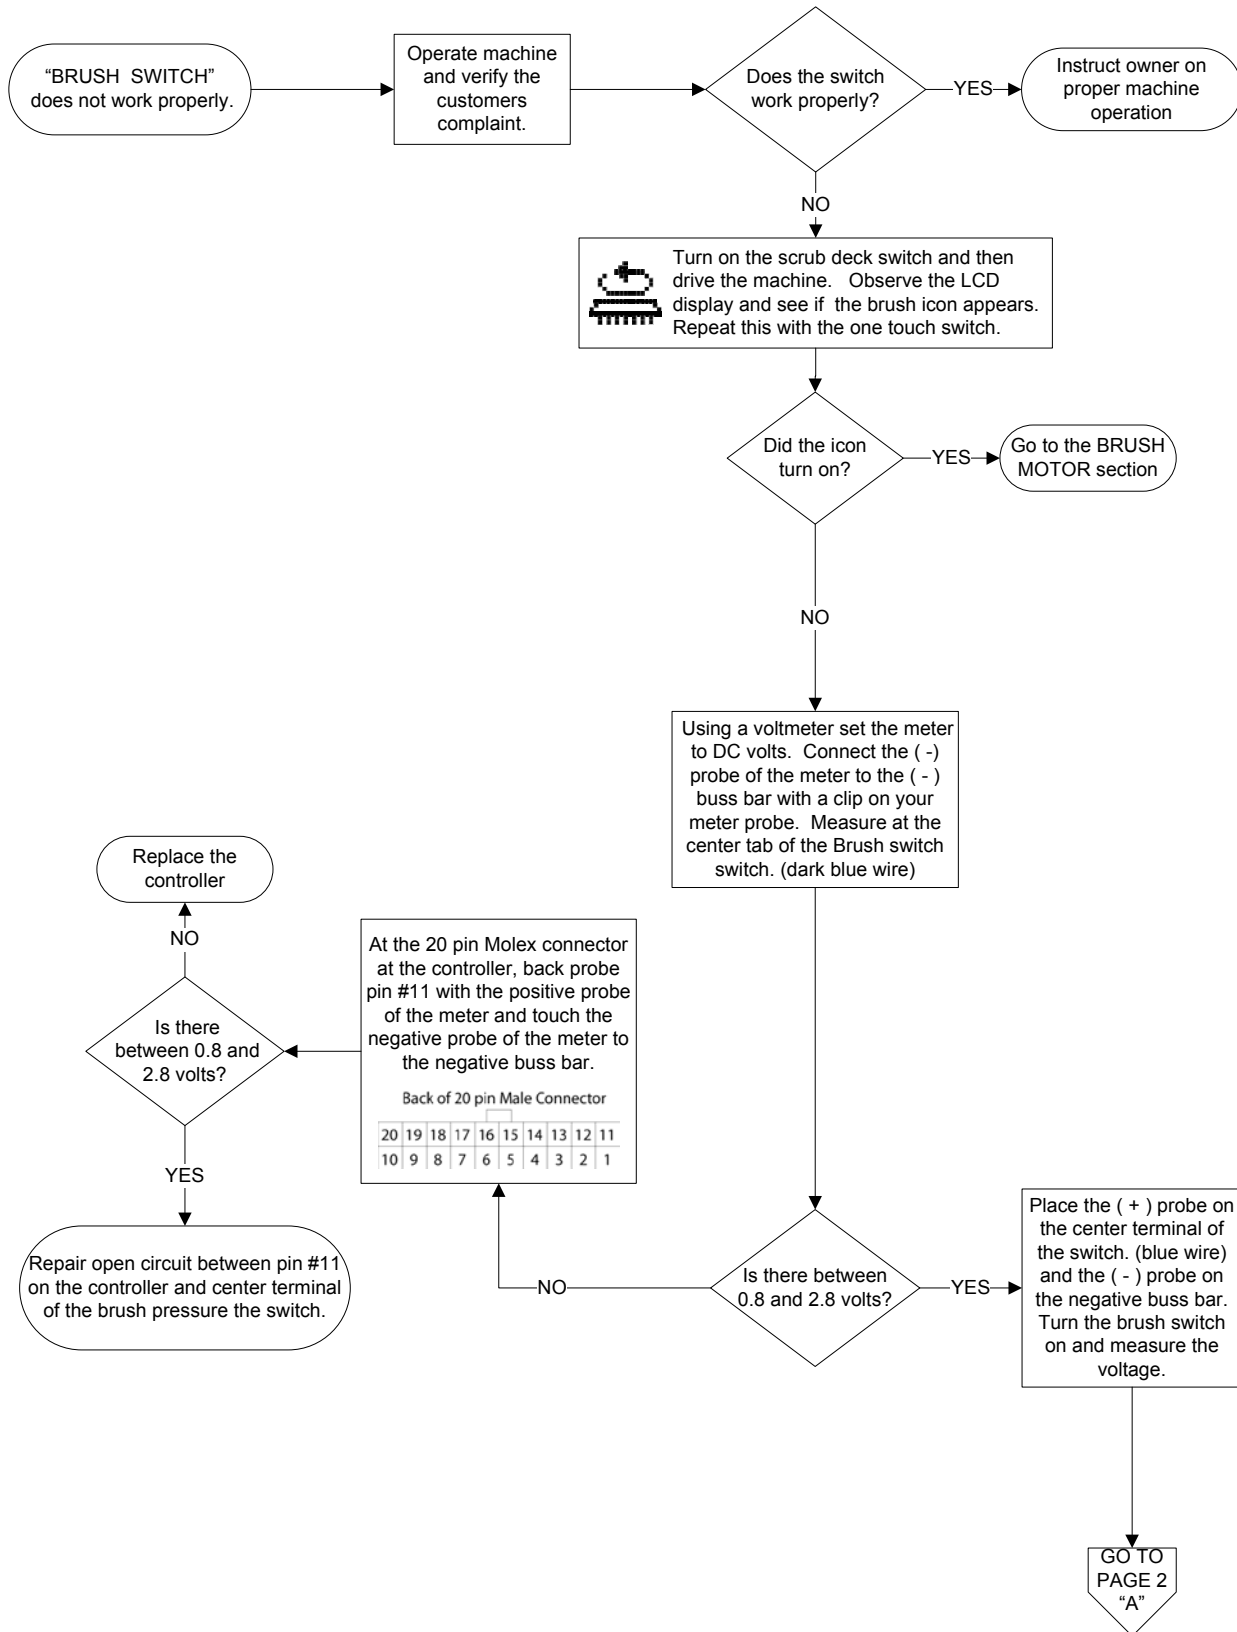 “BRUSH SWITCH”
does not work properly.
Operate machine
and verify the
customers
complaint.
Does the switch
work properly?
YES
Instruct owner on
proper machine
operation
NO
Turn on the scrub deck switch and then
drive the machine. Observe the LCD
display and see if the brush icon appears.
Repeat this with the one touch switch.
Did the icon
turn on?
YES
Go to the BRUSH
MOTOR section
NO
Using a voltmeter set the meter
to DC volts. Connect the ( -)
probe of the meter to the ( - )
buss bar with a clip on your
meter probe. Measure at the
center tab of the Brush switch
switch. (dark blue wire)
Replace the
controller
NO
Is there
between 0.8 and
2.8 volts?
YES
Repair open circuit between pin #11
on the controller and center terminal
of the brush pressure the switch.
At the 20 pin Molex connector
at the controller, back probe
pin #11 with the positive probe
of the meter and touch the
negative probe of the meter to
the negative buss bar.
Back of 20 pin Male Connector
20 19 18 17 16 15 14 13 12 11
10 9 8 7 6 5 4 3 2 1
NO
Is there between
0.8 and 2.8 volts?
YES
Place the ( + ) probe on
the center terminal of
the switch. (blue wire)
and the ( - ) probe on
the negative buss bar.
Turn the brush switch
on and measure the
voltage.
GO TO
PAGE 2
“A”